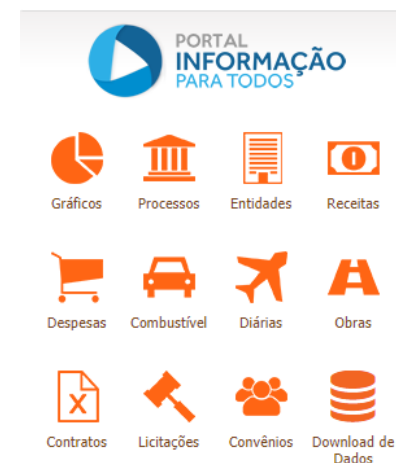 PORTAL
INFORMAÇÃO
PARA TODOS
Gráficos Processos Entidades Receitas
Despesas Combustível Diárias Obras
Contratos Licitações Convênios Download de
Dados